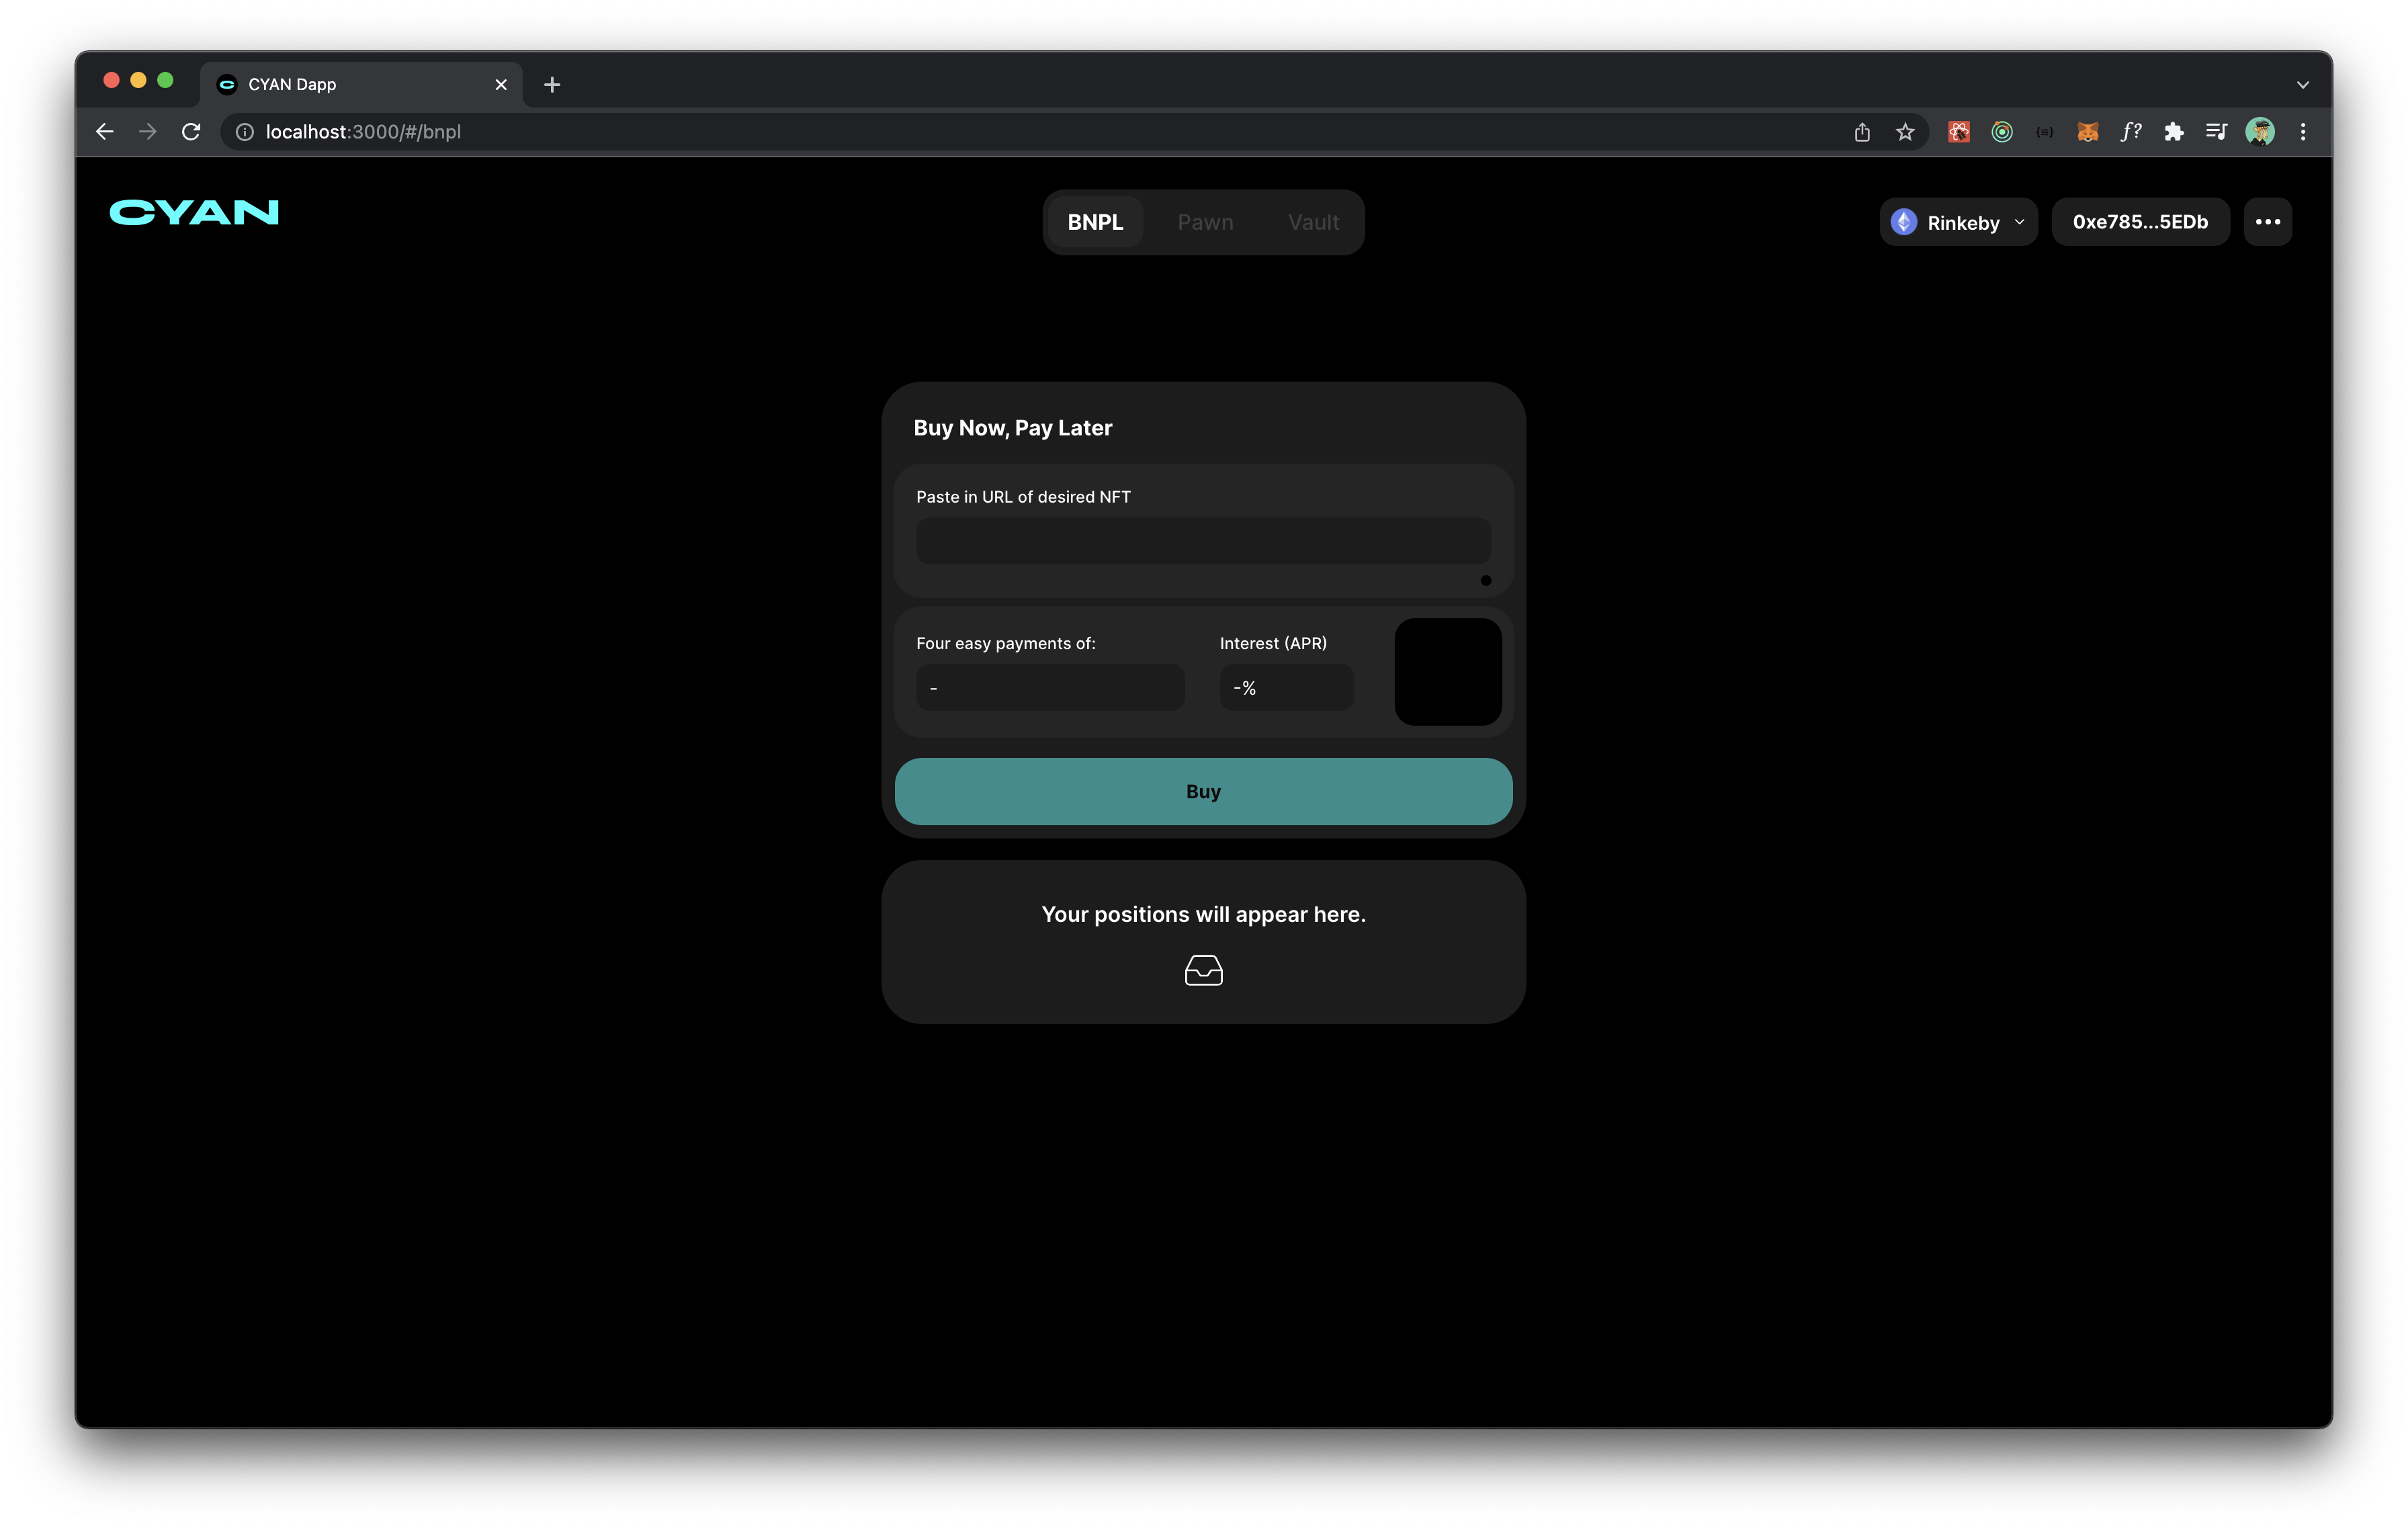 CYAN Dapp
localhost:3000/#/bnpl
f?
CYAN
BNPL Pawn Vault
Rinkeby
0xe785...5EDb
Buy Now, Pay Later
Paste in URL of desired NFT
Four easy payments of:
Interest (APR)
-
-%
Buy
Your positions will appear here.